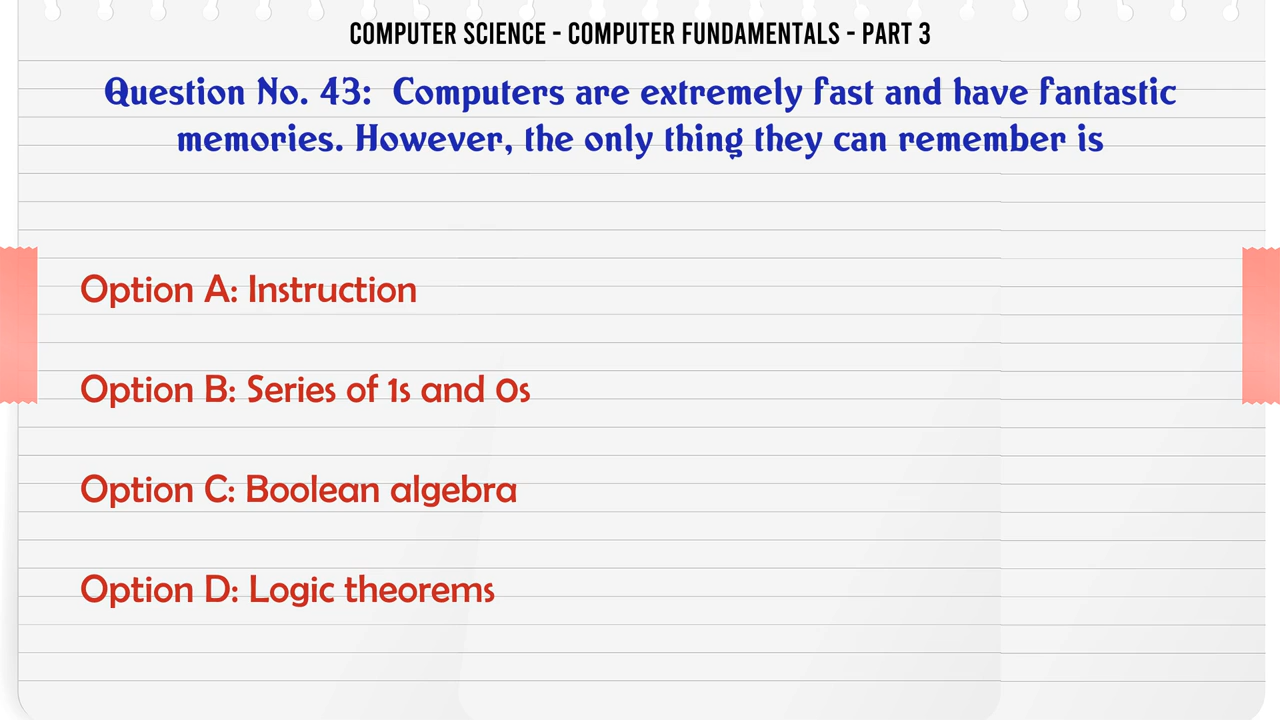 COMPUTER SCIENCE - COMPUTER FUNDAMENTALS - PART 3
Question No. 43: Computers are extremely fast and have fantastic
memories. However, the only thing they can remember is
Option A: Instruction
Option B: Series of 1s and 0s
Option C: Boolean algebra
Option D: Logic theorems